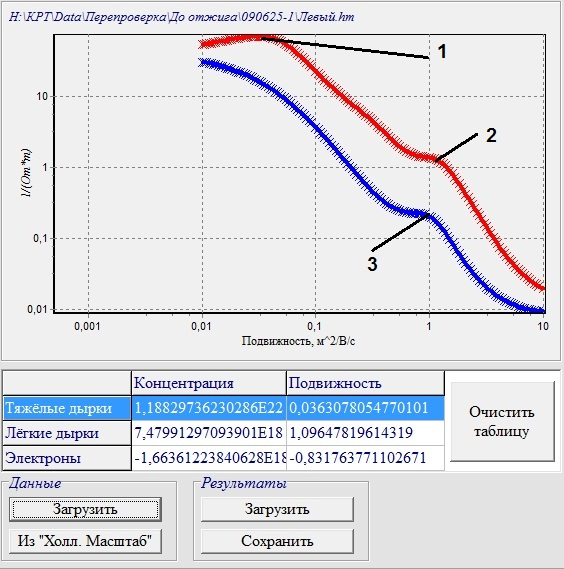 H:\KPT\Data\Перепроверка\До отжига\090625-1\Левый.hm
1
10
2
1
1/(Ом*m)
0,1
3
0,01
0,001 0,01 0,1 1 10
Подвижность, м^2/В/с
Концентрация Подвижность
Тяжёлые дырки 1,18829736230286E22 0,0363078054770101
Лёгкие дырки 7,47991297093901E18 1,09647819614319
Электроны -1,66361223840628E18 -0,831763771102671
Очистить
таблицу
Данные Результаты
Загрузить Загрузить
Из "Холл. Масштаб" Сохранить